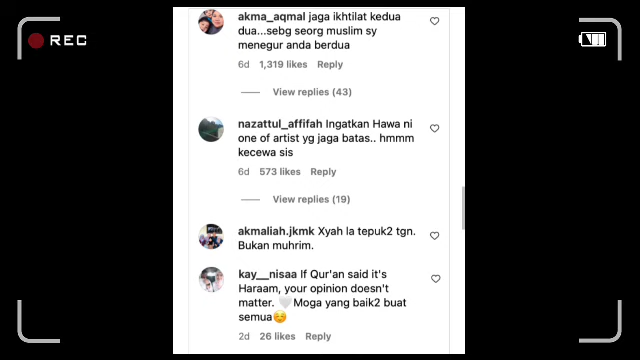 REC
akma_aqmal jaga ikhtilat kedua
dua...sebg seorg muslim sy
menegur anda berdua
6d 1,319 likes Reply
View replies (43)
nazattul_affifah Ingatkan Hawa ni
one of artist yg jaga batas.. hmmm
kecewa sis
6d 573 likes Reply
View replies (19)
akmaliah.jkmk Xyah la tepuk2 tgn.
Bukan muhrim.
kay__nisaa If Qur'an said it's
Haraam, your opinion doesn't
matter. 🤍Moga yang baik2 buat
semua☺️
2d 26 likes Reply